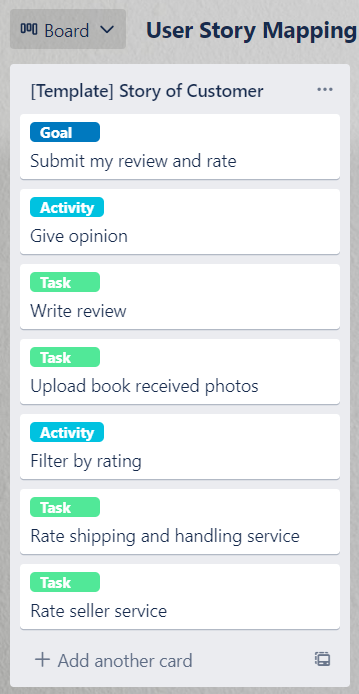 Board User Story Mapping
[Template] Story of Customer
Goal
Submit my review and rate
Activity
Give opinion
Task
Write review
Task
Upload book received photos
Activity
Filter by rating
Task
Rate shipping and handling service
Task
Rate seller service
+ Add another card